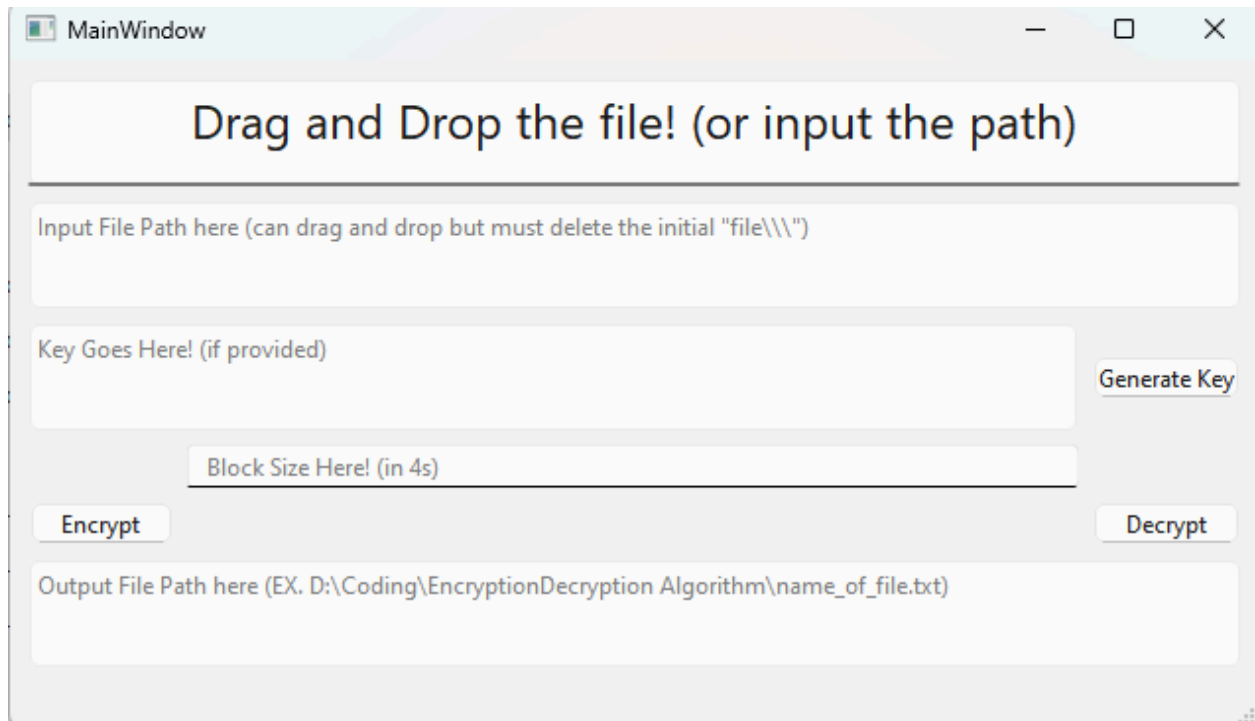 MainWindow
Drag and Drop the file! (or input the path)
Input File Path here (can drag and drop but must delete the initial "file\\\")
Key Goes Here! (if provided)
Generate Key
Block Size Here! (in 4s)
Encrypt
Decrypt
Output File Path here (EX. D:\Coding\EncryptionDecryption Algorithm\name_of_file.txt)